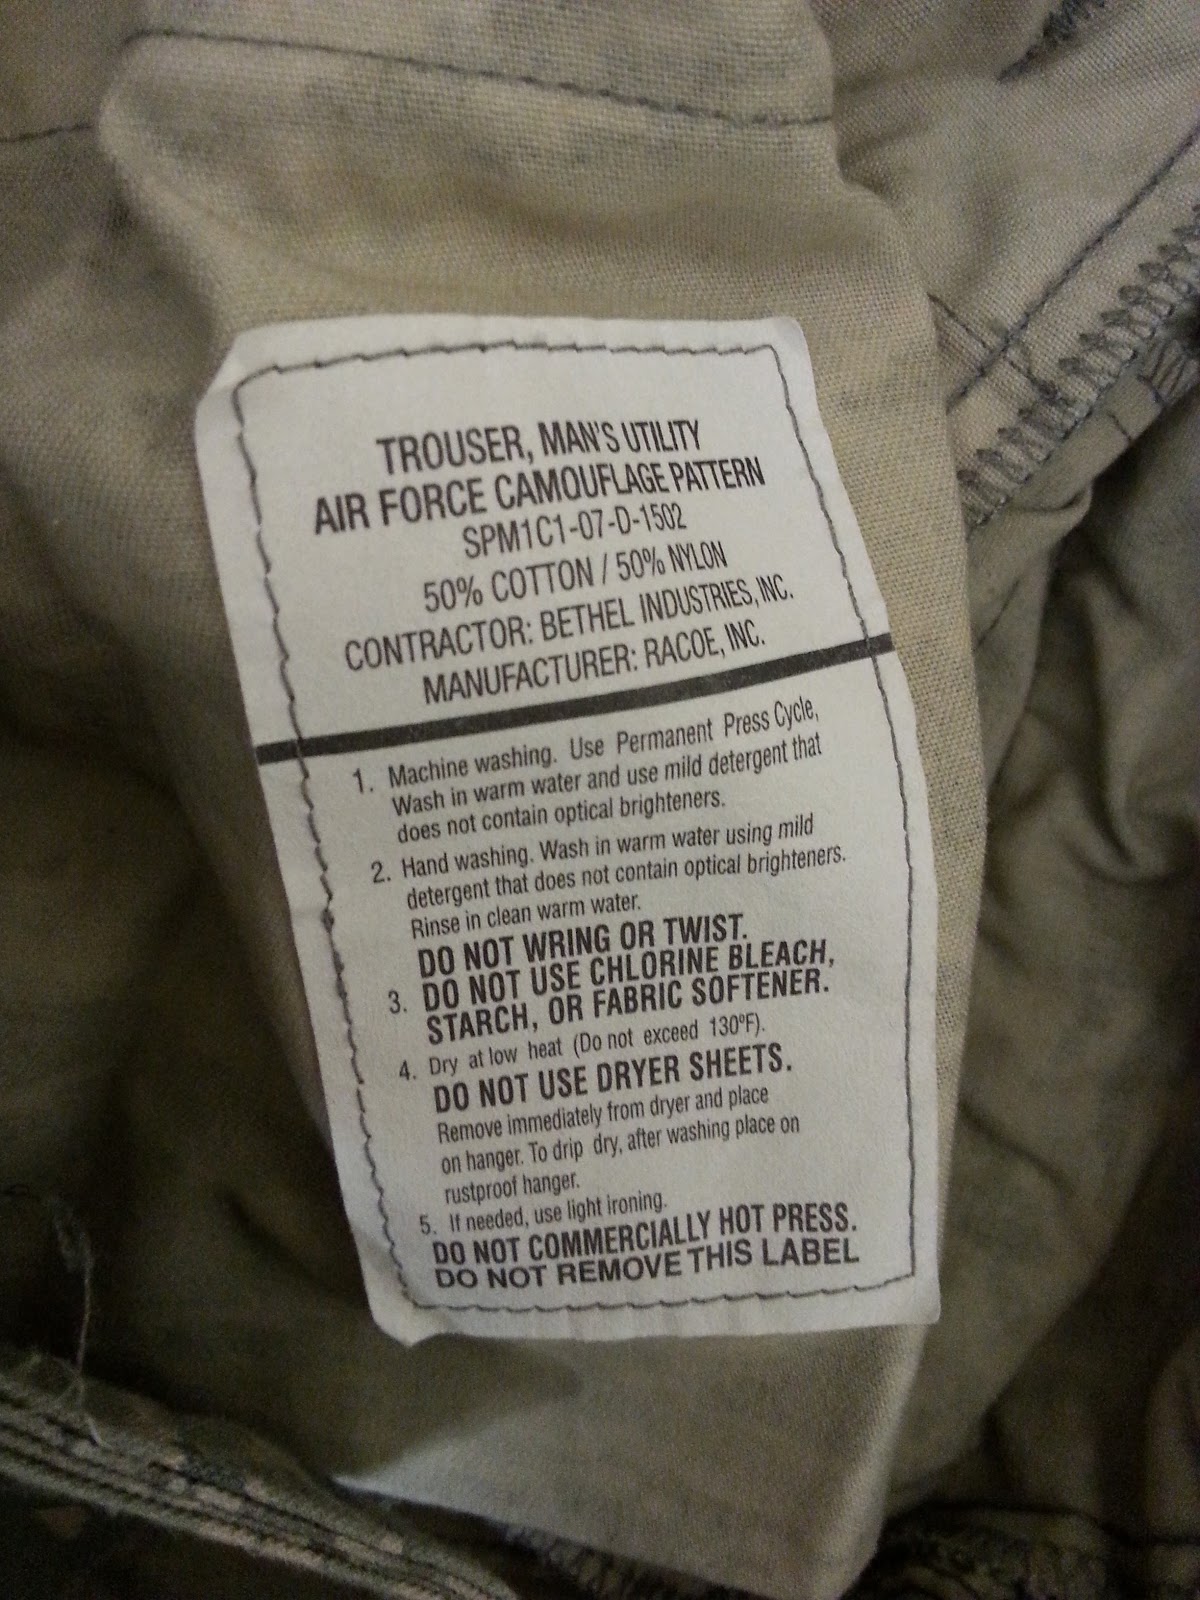 TROUSER, MAN'S UTILITY
AIR FORCE CAMOUFLAGE PATTERN
SPM1C1-07-D-1502
50% COTTON / 50% NYLON
CONTRACTOR: BETHEL INDUSTRIES, INC.
MANUFACTURER: RACOE, INC.
1. Machine washing. Use Permanent Press Cycle,
Wash in warm water and use mild detergent that
does not contain optical brighteners.
2. Hand washing. Wash in warm water using mild
detergent that does not contain optical brighteners.
Rinse in clean warm water.
DO NOT WRING OR TWIST.
3. DO NOT USE CHLORINE BLEACH,
STARCH, OR FABRIC SOFTENER.
4. Dry at low heat (Do not exceed 130ºF).
DO NOT USE DRYER SHEETS.
Remove immediately from dryer and place
on hanger. To drip dry, after washing place on
rustproof hanger.
5. If needed, use light ironing.
DO NOT COMMERCIALLY HOT PRESS.
DO NOT REMOVE THIS LABEL